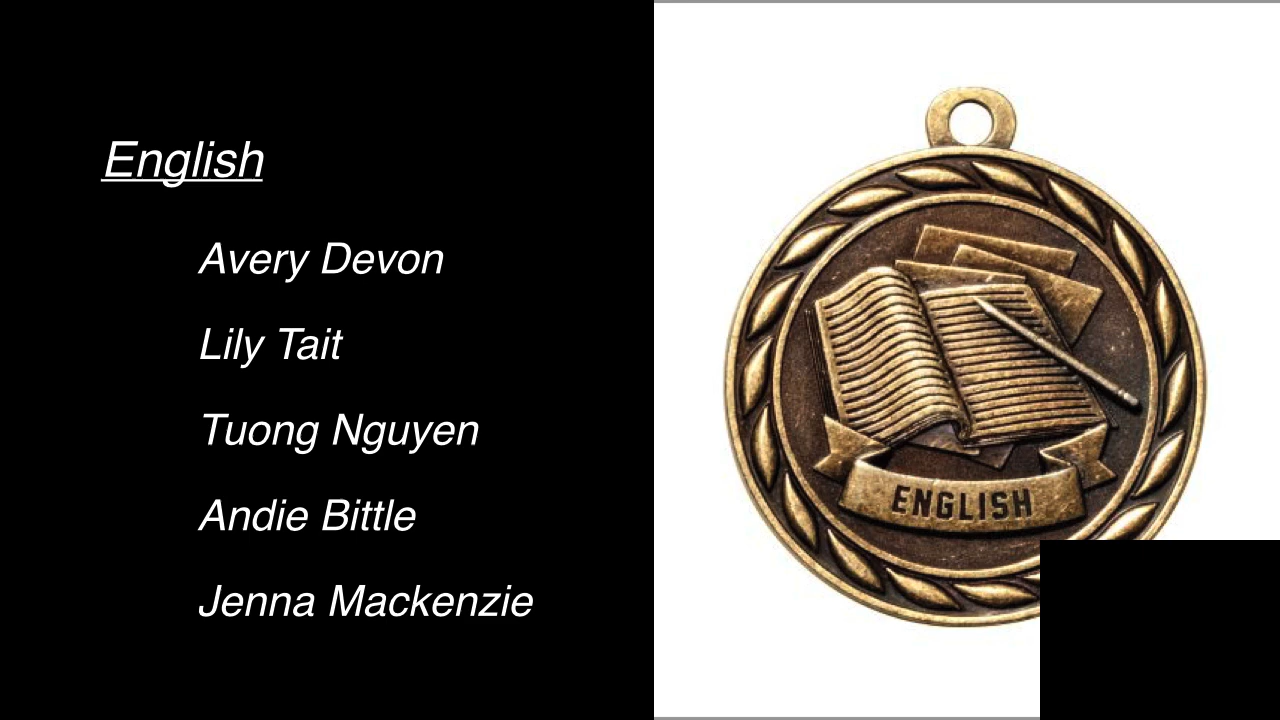 English
Avery Devon
Lily Tait
Tuong Nguyen
Andie Bittle
Jenna Mackenzie
ENGLISH